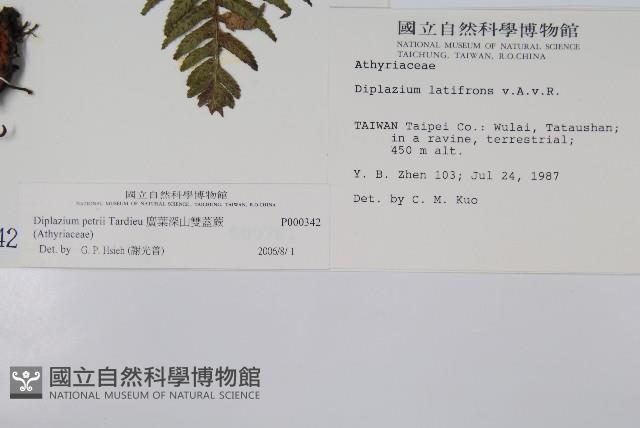 國立自然科學博物館
NATIONAL MUSEUM OF NATURAL SCIENCE
TAICHUNG, TAIWAN, R.O.CHINA
Athyriaceae
Diplazium latifrons v.A.v.R.
TAIWAN Taipei Co.: Wulai, Tataushan;
in a ravine, terrestrial;
450 m alt.
Y. B. Zhen 103; Jul 24, 1987
Det. by C. M. Kuo
國立自然科學博物館
NATIONAL MUSEUM OF NATURAL SCIENCE, TAICHUNG, TAIWAN, R.O.CHINA
Diplazium petrii Tardieu 廣葉深山雙蓋蕨 P000342
(Athyriaceae)
Det. by G. P. Hsieh (謝光普) 2006/8/1
42
國立自然科學博物館
NATIONAL MUSEUM OF NATURAL SCIENCE